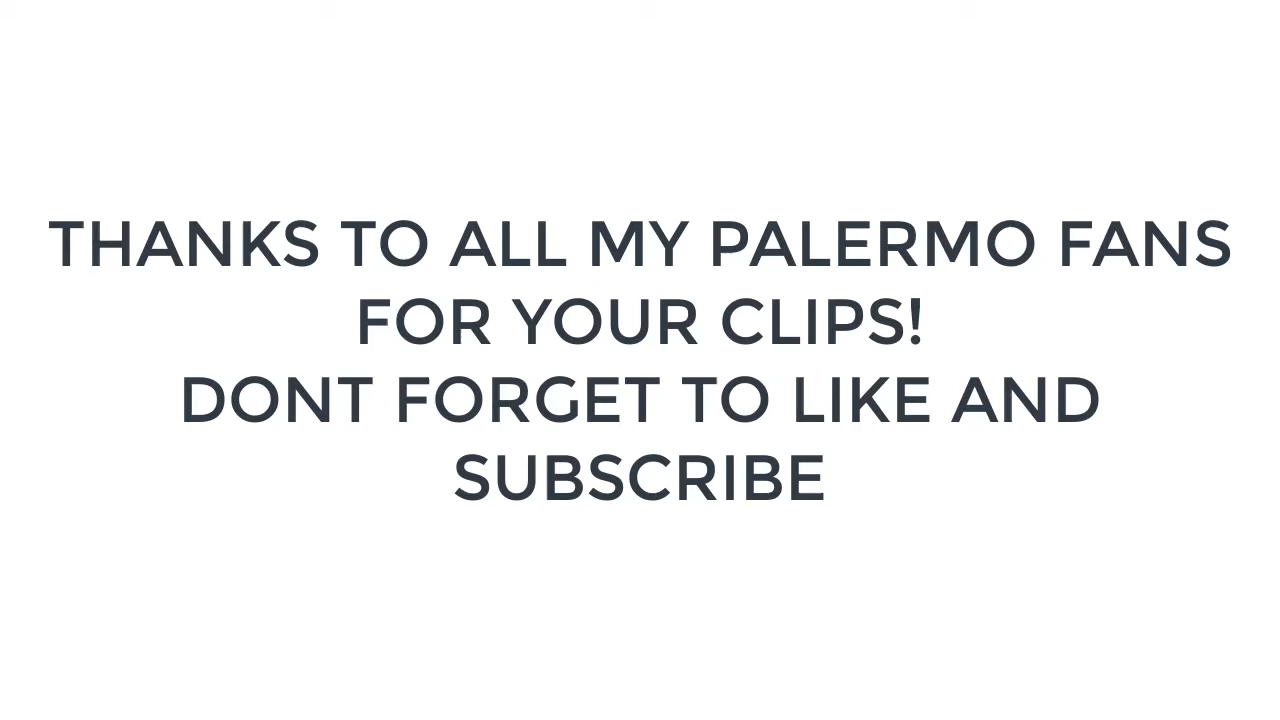 THANKS TO ALL MY PALERMO FANS
FOR YOUR CLIPS!
DONT FORGET TO LIKE AND
SUBSCRIBE